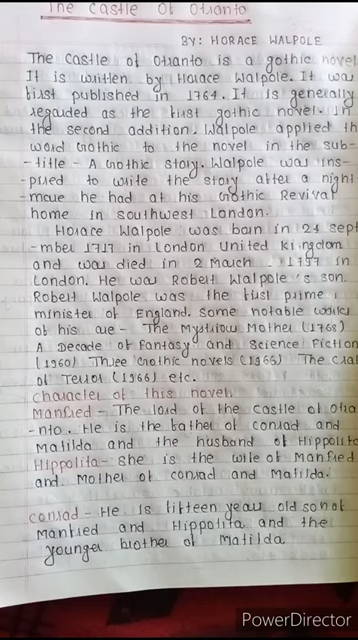 The Castle Of Otranto
BY: HORACE WALPOLE
The castle of Otranto is a gothic novel
It is written by Horace Walpole. It was
first published in 1764. It is generally
regarded as the first gothic novel. In
the second addition. Walpole applied th
word Gothic to the novel in the sub-
-title - A Gothic story. Walpole was ins-
-pired to write the story after a night-
-mare he had at his Gothic Revival
home in southwest London.
Horace Walpole was born in 24 sept
-mber 1717 in London United kingdom
and was died in 2 March 1797 in
London. He was Robert Walpole's son.
Robert Walpole was the first prime
minister of England. some notable works
of his are - The Mystriou Mother (1768)
A Decade of Fantasy and Science Fiction
(1960) Three Gothic novels (1966) The
of Terror (1966) etc.
Character of this novel.
Manfred - The lord of the castle of Otra
-nto. He is the father of conrad and
Matilda and the husband of Hippolita
Hippolita - she is the wife of Manfred
and Mother of conrad and Matilda.
conrad - He is fifteen year old son of
Manfred and Hippolita and the
younger brother of Matilda
PowerDirector